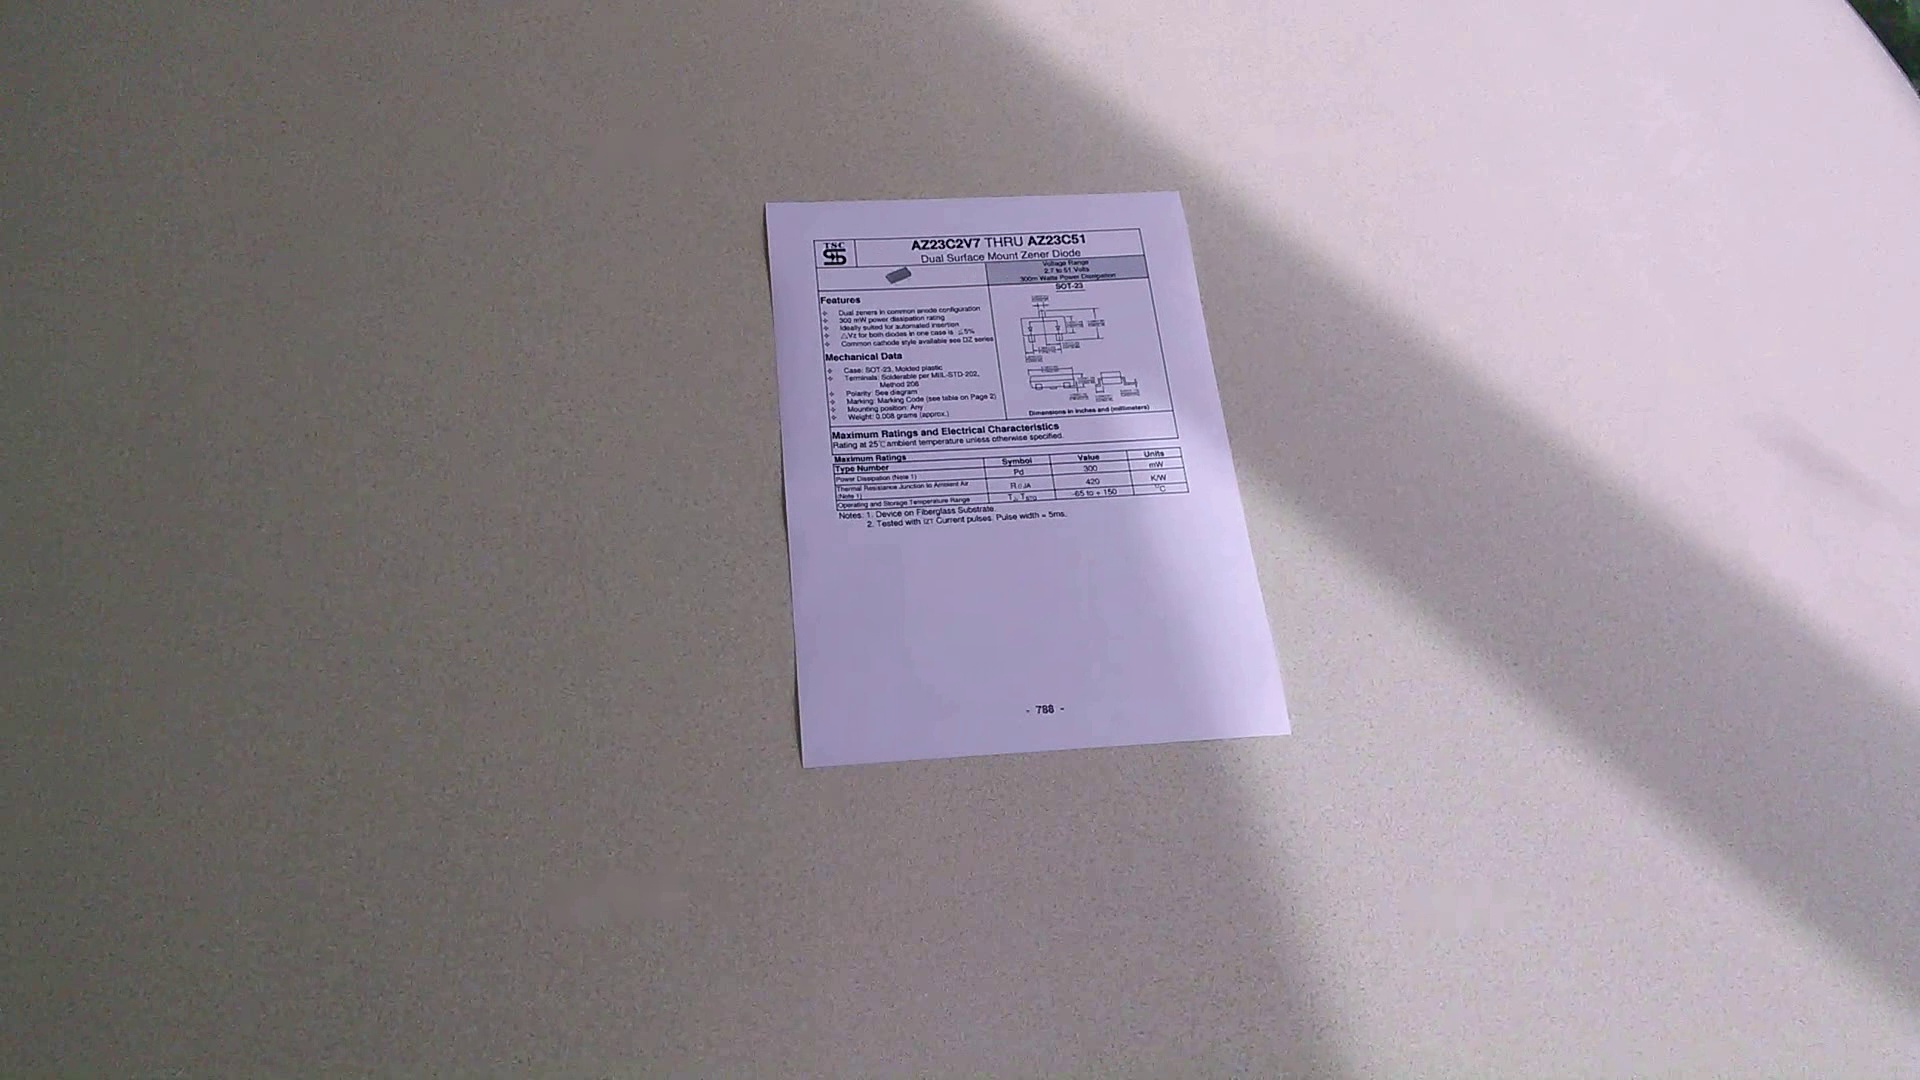 TSC
AZ23C2V7 THRU AZ23C51
Dual Surface Mount Zener Diode
Voltage Range
2.7 to 51 Volts
300m Watts Power Dissipation
SOT-23
Features
Dual zeners in common anode configuration
300 mW power dissipation rating
Ideally suited for automated insertion
△Vz for both diodes in one case is ≦5%
Common cathode style available see DZ series
Mechanical Data
Case: SOT-23, Molded plastic
Terminals: Solderable per MIL-STD-202,
Method 208
Polarity: See diagram
Marking: Marking Code (see table on Page 2)
Mounting position: Any
Weight: 0.008 grams (approx.)
Dimensions in inches and (millimeters)
Maximum Ratings and Electrical Characteristics
Rating at 25℃ ambient temperature unless otherwise specified.
Maximum Ratings
Type Number Symbol Value Units
Power Dissipation (Note 1) Pd 300 mW
Thermal Resistance Junction to Ambient Air
(Note 1) RθJA 420 K/W
Operating and Storage Temperature Range TJ, TSTG -65 to + 150 °C
Notes: 1. Device on Fiberglass Substrate.
2. Tested with IZT Current pulses. Pulse width = 5ms.
- 788 -